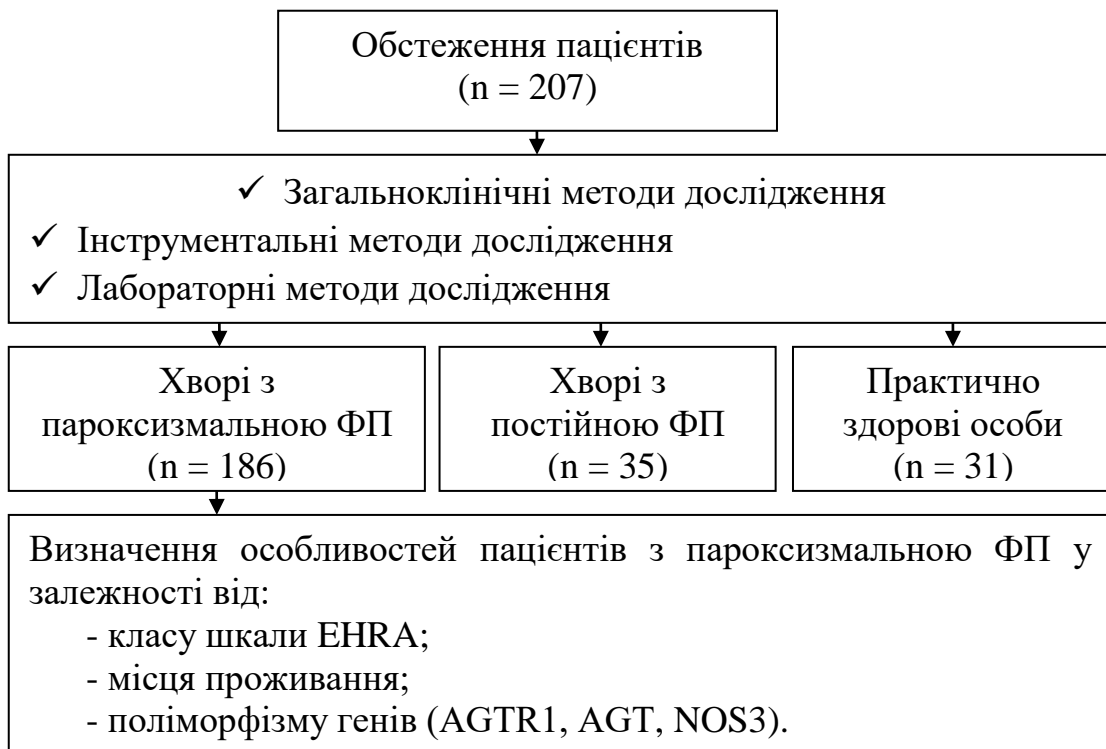 Обстеження пацієнтів
(n = 207)
✓ Загальноклінічні методи дослідження
✓ Інструментальні методи дослідження
✓ Лабораторні методи дослідження
Хворі з
пароксизмальною ФП
(n = 186)
Хворі з
постійною ФП
(n = 35)
Практично
здорові особи
(n = 31)
Визначення особливостей пацієнтів з пароксизмальною ФП у
залежності від:
- класу шкали EHRA;
- місця проживання;
- поліморфізму генів (AGTR1, AGT, NOS3).